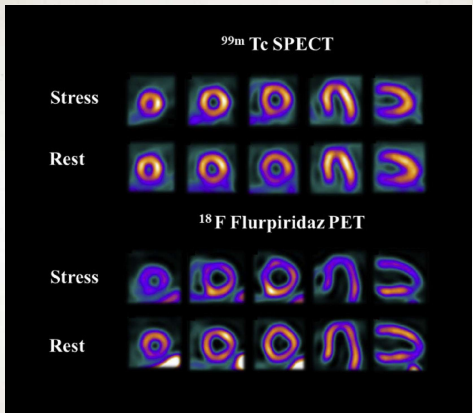 99m Tc SPECT
Stress
Rest
18 F Flurpiridaz PET
Stress
Rest